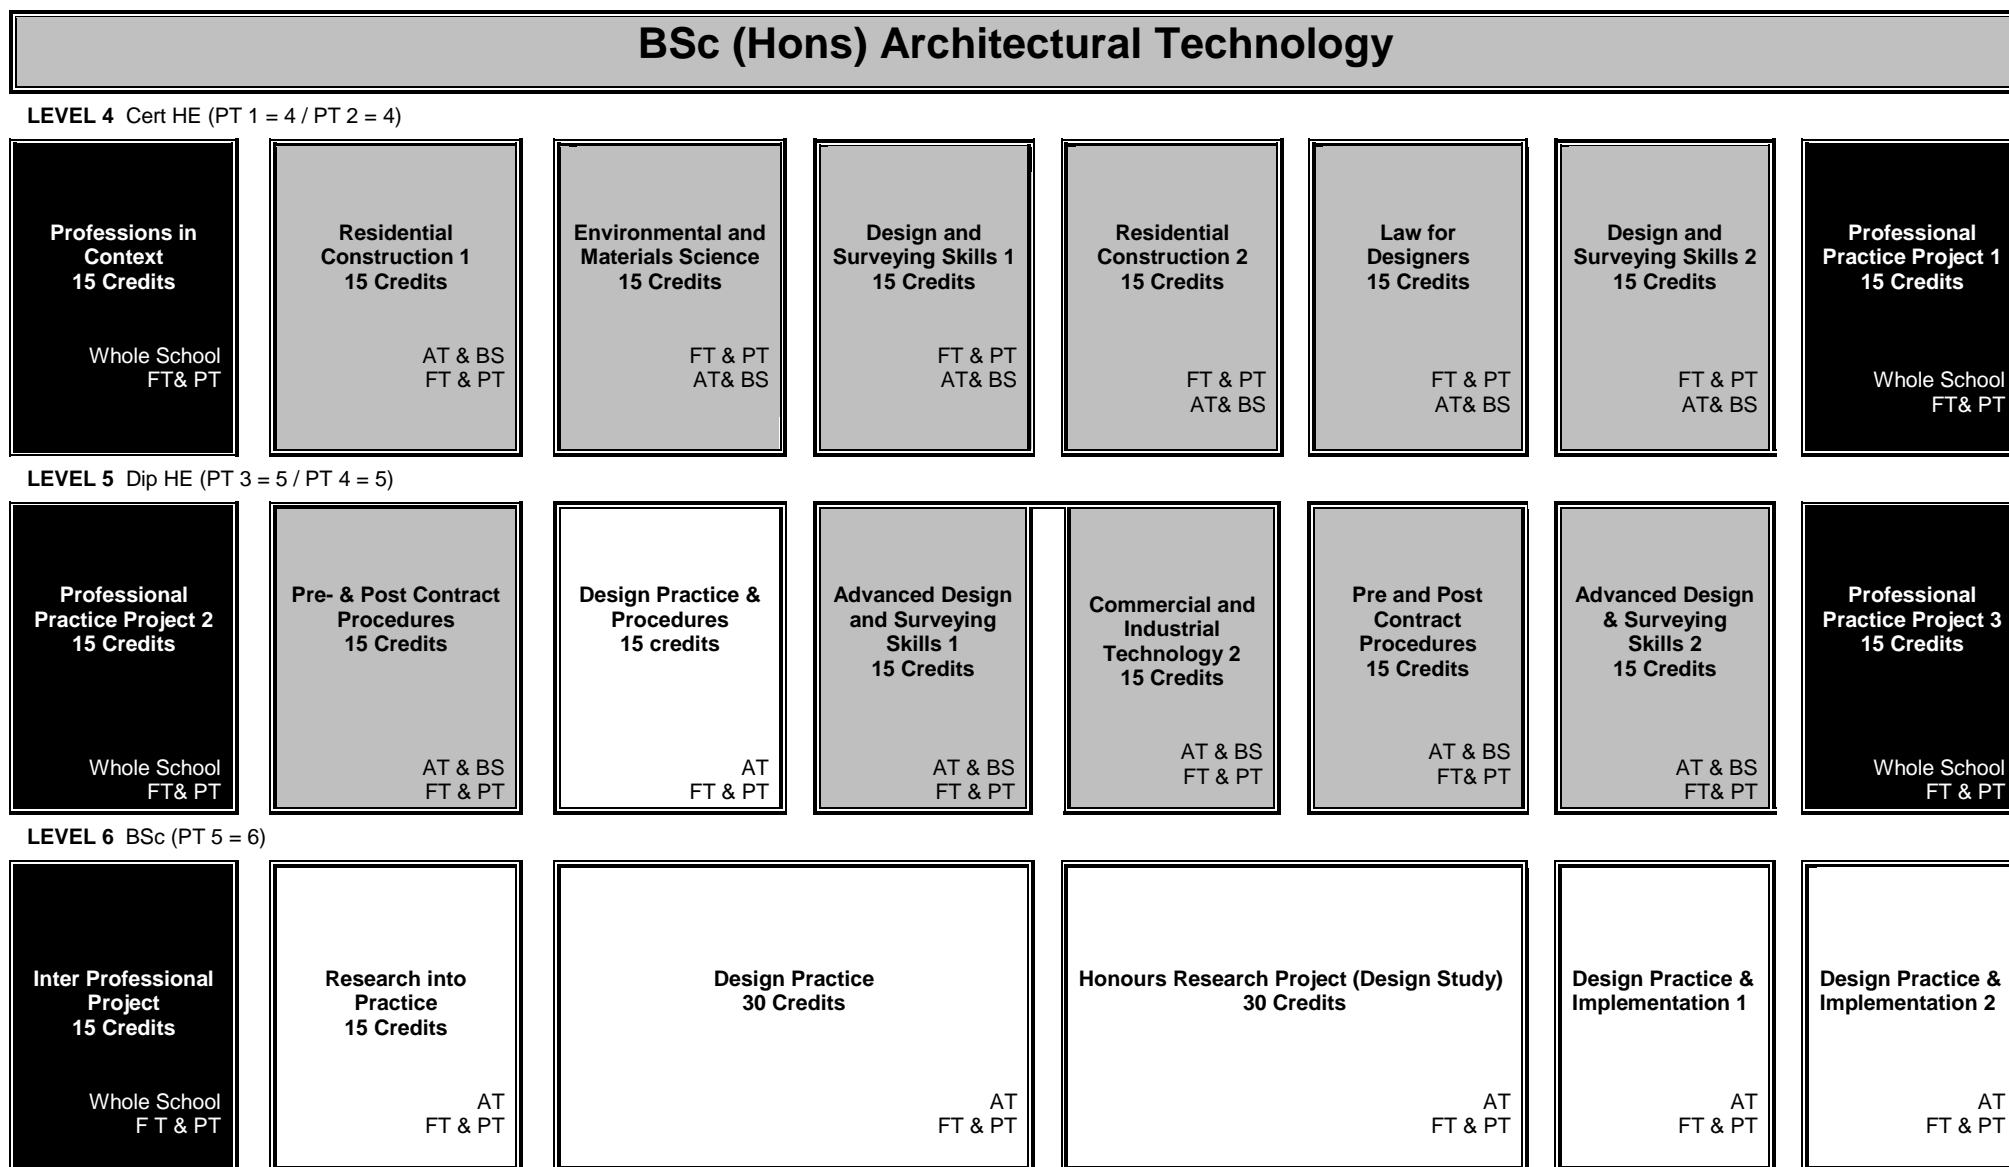 BSc (Hons) Architectural Technology
LEVEL 4 Cert HE (PT 1 = 4 / PT 2 = 4)
Professions in
Context
15 Credits
Whole School
FT& PT
Residential
Construction 1
15 Credits
AT & BS
FT & PT
Environmental and
Materials Science
15 Credits
FT & PT
AT& BS
Design and
Surveying Skills 1
15 Credits
FT & PT
AT& BS
Residential
Construction 2
15 Credits
FT & PT
AT& BS
Law for
Designers
15 Credits
FT & PT
AT& BS
Design and
Surveying Skills 2
15 Credits
FT & PT
AT& BS
Professional
Practice Project 1
15 Credits
Whole School
FT& PT
LEVEL 5 Dip HE (PT 3 = 5 / PT 4 = 5)
Professional
Practice Project 2
15 Credits
Whole School
FT& PT
Pre- & Post Contract
Procedures
15 Credits
AT & BS
FT & PT
Design Practice &
Procedures
15 credits
AT
FT & PT
Advanced Design
and Surveying
Skills 1
15 Credits
AT & BS
FT & PT
Commercial and
Industrial
Technology 2
15 Credits
AT & BS
FT & PT
Pre and Post
Contract
Procedures
15 Credits
AT & BS
FT& PT
Advanced Design
& Surveying
Skills 2
15 Credits
AT & BS
FT& PT
Professional
Practice Project 3
15 Credits
Whole School
FT & PT
LEVEL 6 BSc (PT 5 = 6)
Inter Professional
Project
15 Credits
Whole School
F T & PT
Research into
Practice
15 Credits
AT
FT & PT
Design Practice
30 Credits
AT
FT & PT
Honours Research Project (Design Study)
30 Credits
AT
FT & PT
Design Practice &
Implementation 1
AT
FT & PT
Design Practice &
Implementation 2
AT
FT & PT